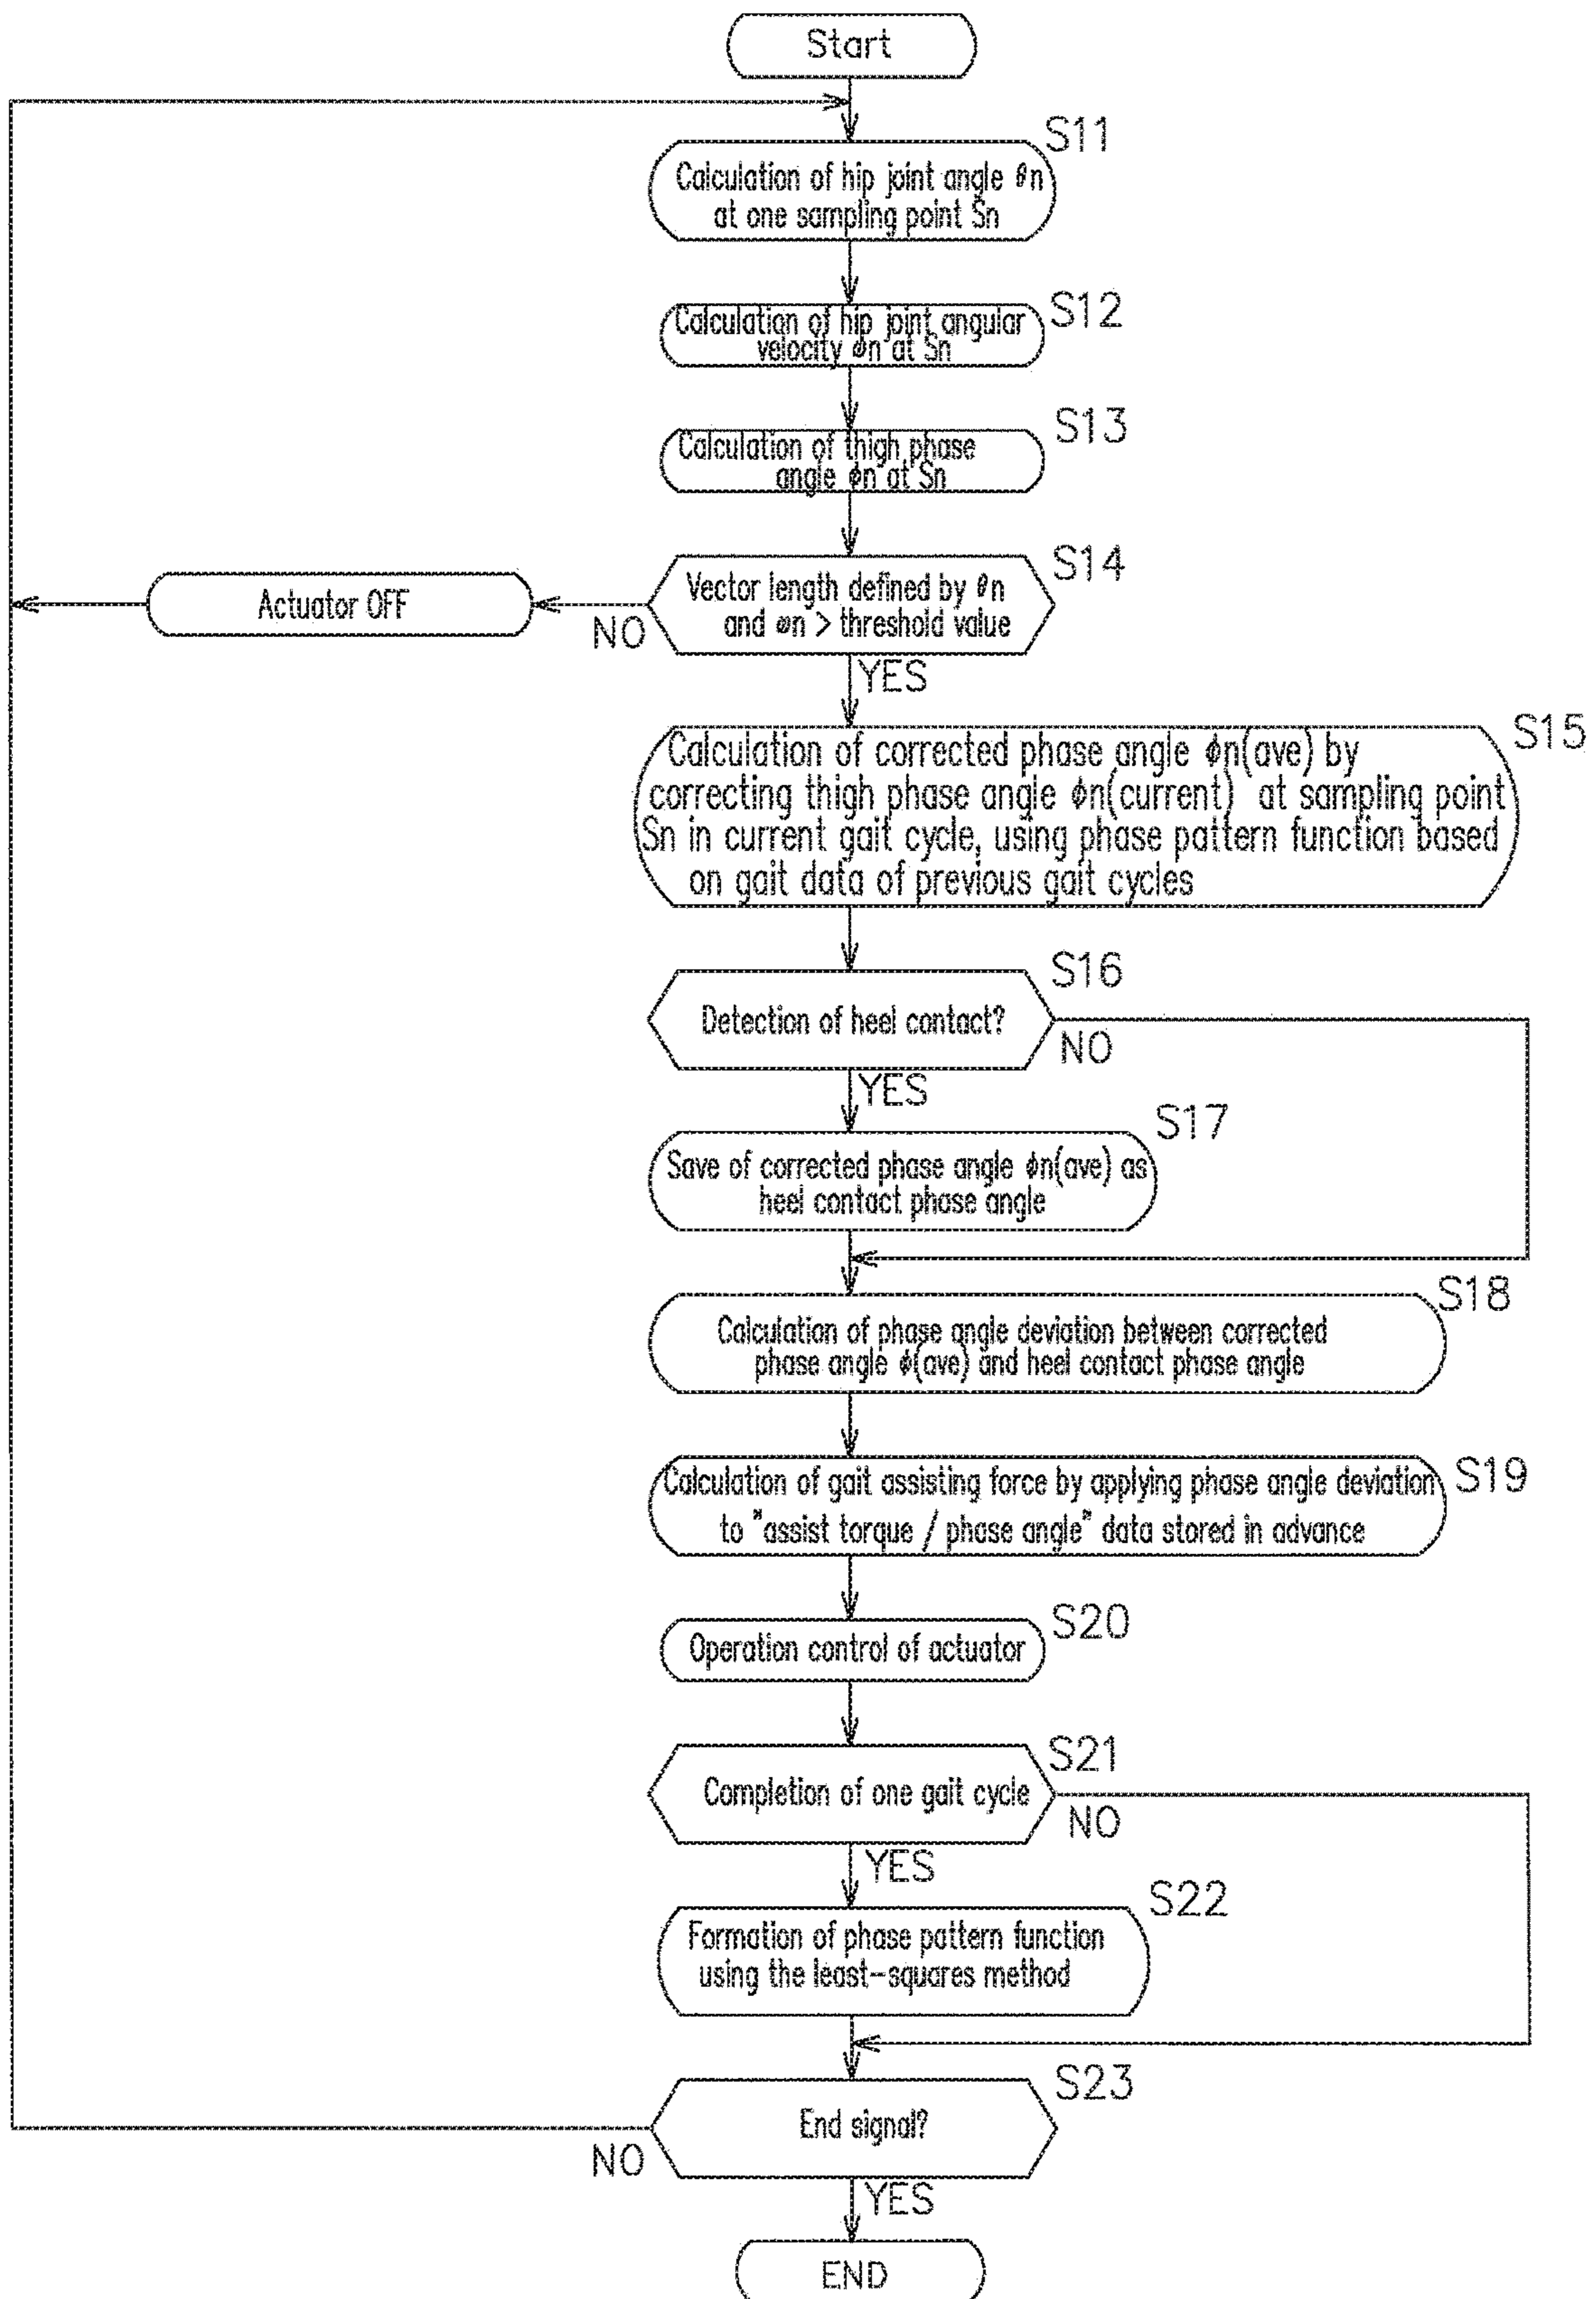 Start
S11
Calculation of hip joint angle θn
at one sampling point Sn
S12
Calculation of hip joint angular
velocity ωn at Sn
S13
Calculation of thigh phase
angle ϕn at Sn
S14
Vector length defined by θn
and ωn > threshold value
Actuator OFF
NO
YES
S15
Calculation of corrected phase angle ϕn(ave) by
correcting thigh phase angle ϕn(current) at sampling point
Sn in current gait cycle, using phase pattern function based
on gait data of previous gait cycles
S16
Detection of heel contact?
NO
YES
S17
Save of corrected phase angle ϕn(ave) as
heel contact phase angle
S18
Calculation of phase angle deviation between corrected
phase angle ϕ(ave) and heel contact phase angle
S19
Calculation of gait assisting force by applying phase angle deviation
to "assist torque / phase angle" data stored in advance
S20
Operation control of actuator
S21
Completion of one gait cycle
NO
YES
S22
Formation of phase pattern function
using the least-squares method
S23
End signal?
NO
YES
END